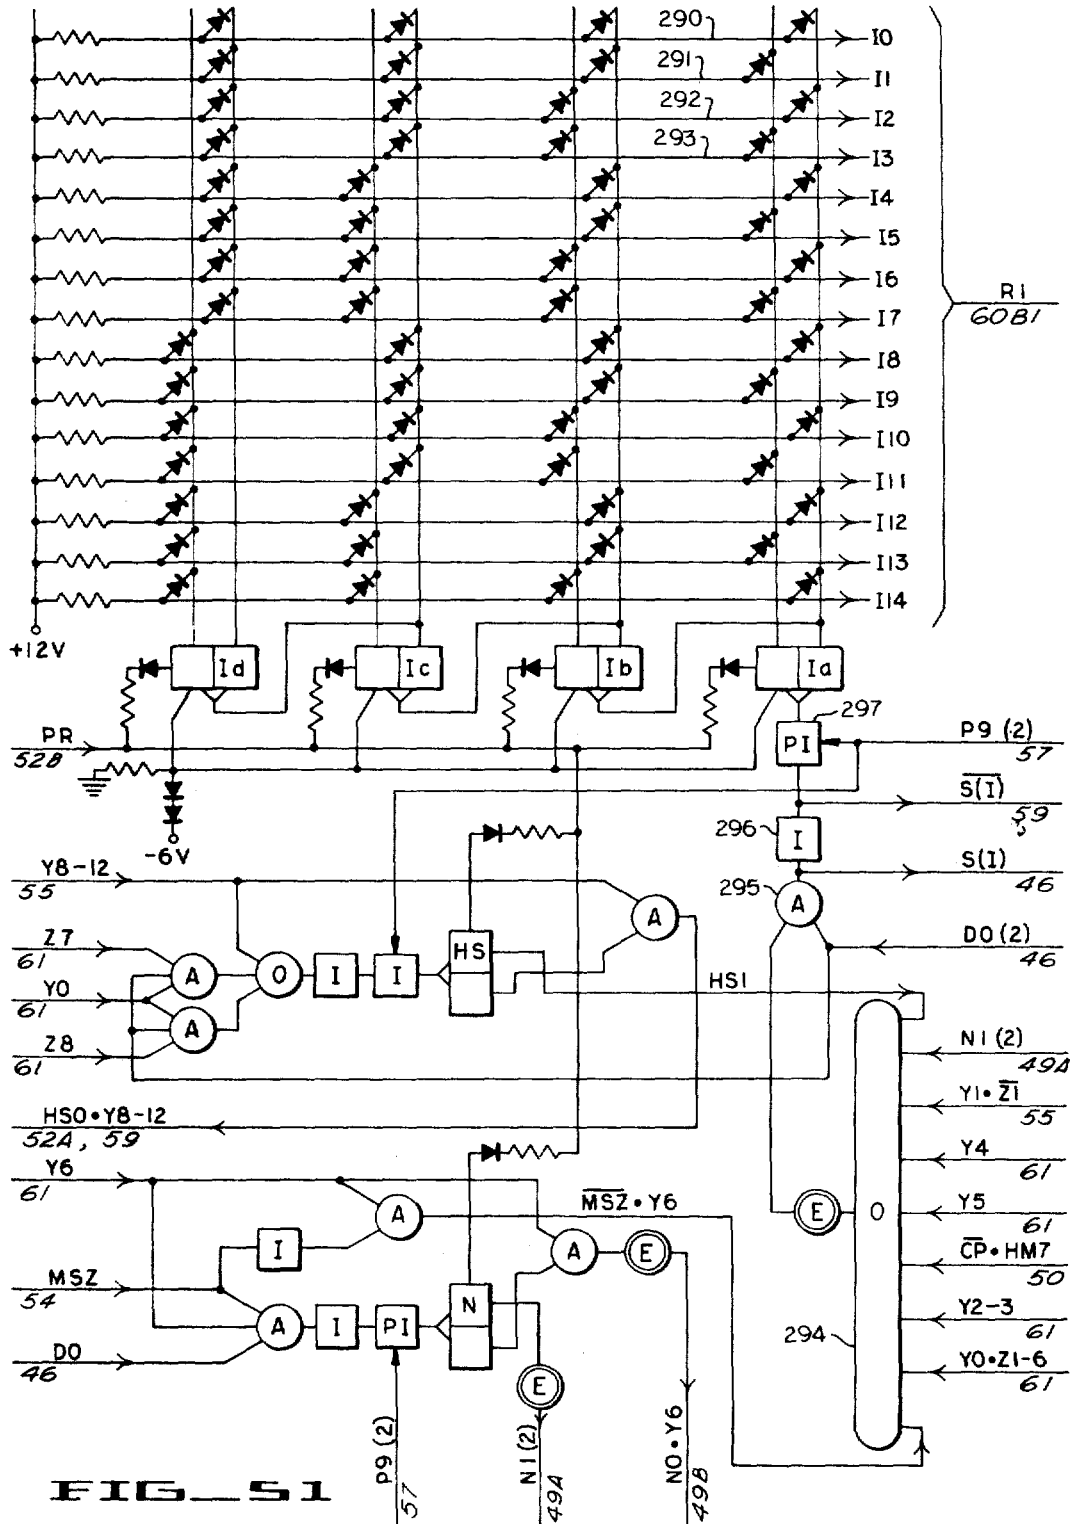 290
I0
291
I1
292
I2
293
I3
I4
I5
I6
I7
R1
60B1
I8
I9
I10
I11
I12
I13
I14
+12V
Id
Ic
Ib
Ia
297
PR
52B
PI
P9 (2)
57
S(I)
59
296
I
-6V
S(I)
46
Y8-12
55
295
A
A
DO (2)
46
Z7
61
HS
A
O
I
I
HS1
Y0
61
A
Z8
61
N1 (2)
49A
Y1•Z1
55
HS0•Y8-12
52A, 59
Y4
61
Y6
61
MSZ•Y6
A
E
O
Y5
61
I
A
E
CP•HM7
50
MSZ
54
N
Y2-3
61
A
I
PI
294
DO
46
Y0•Z1-6
61
E
P9 (2)
57
N1 (2)
49A
N0•Y6
49B
FIG_51